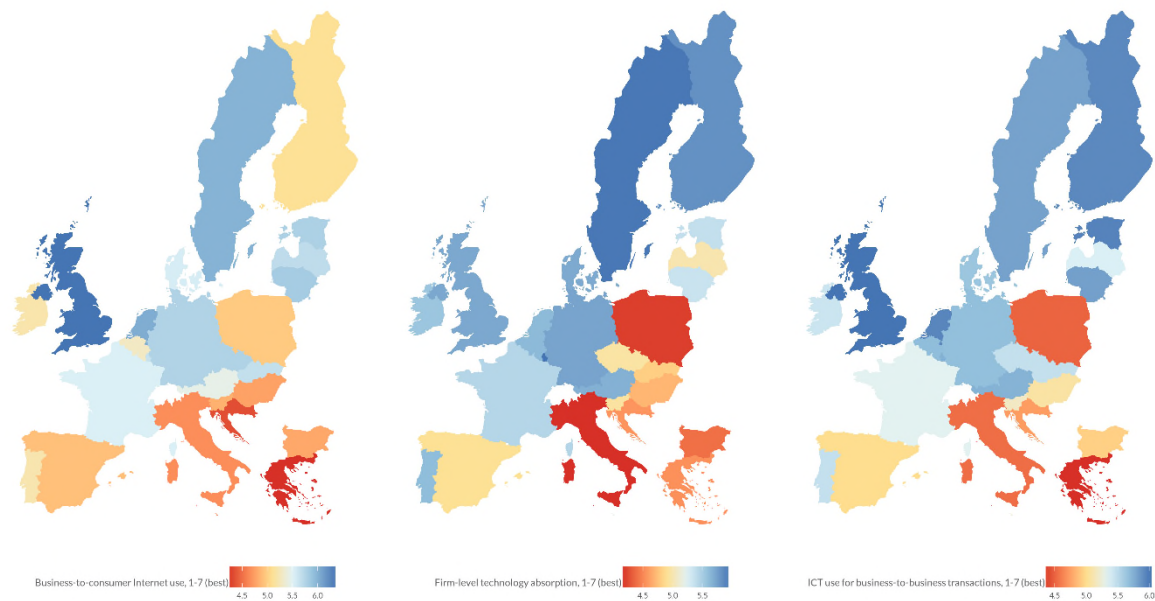 Business-to-consumer Internet use, 1-7 (best)
4.5 5.0 5.5 6.0
Firm-level technology absorption, 1-7 (best)
4.5 5.0 5.5
ICT use for business-to-business transactions, 1-7 (best)
4.5 5.0 5.5 6.0